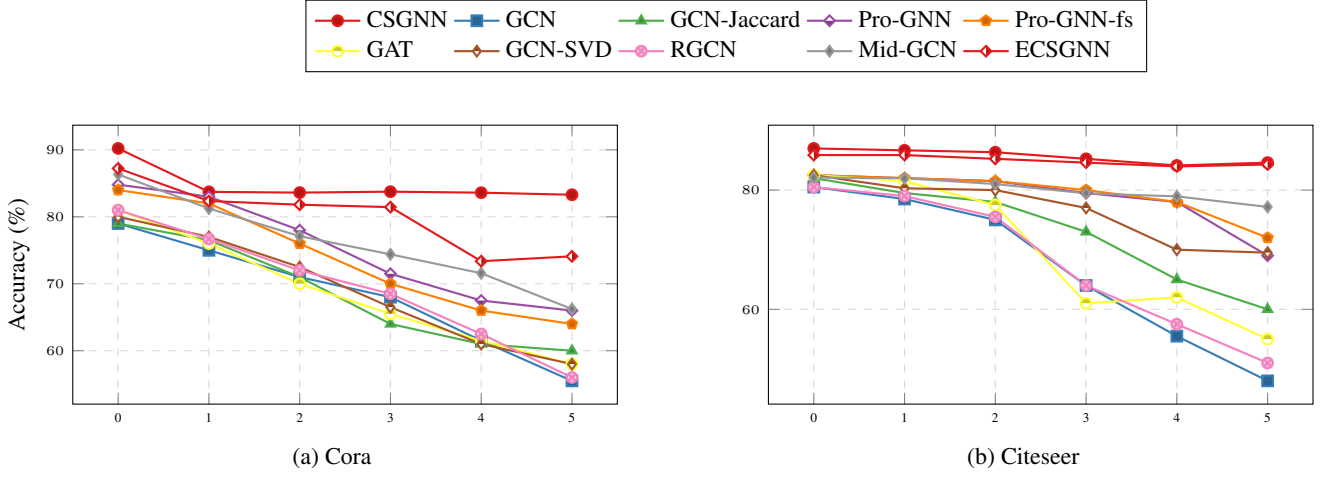 CSGNN GCN GCN-Jaccard Pro-GNN Pro-GNN-fs
GAT GCN-SVD RGCN Mid-GCN ECSGNN
Accuracy (%)
90
80
70
60
0 1 2 3 4 5
(a) Cora
80
60
0 1 2 3 4 5
(b) Citeseer